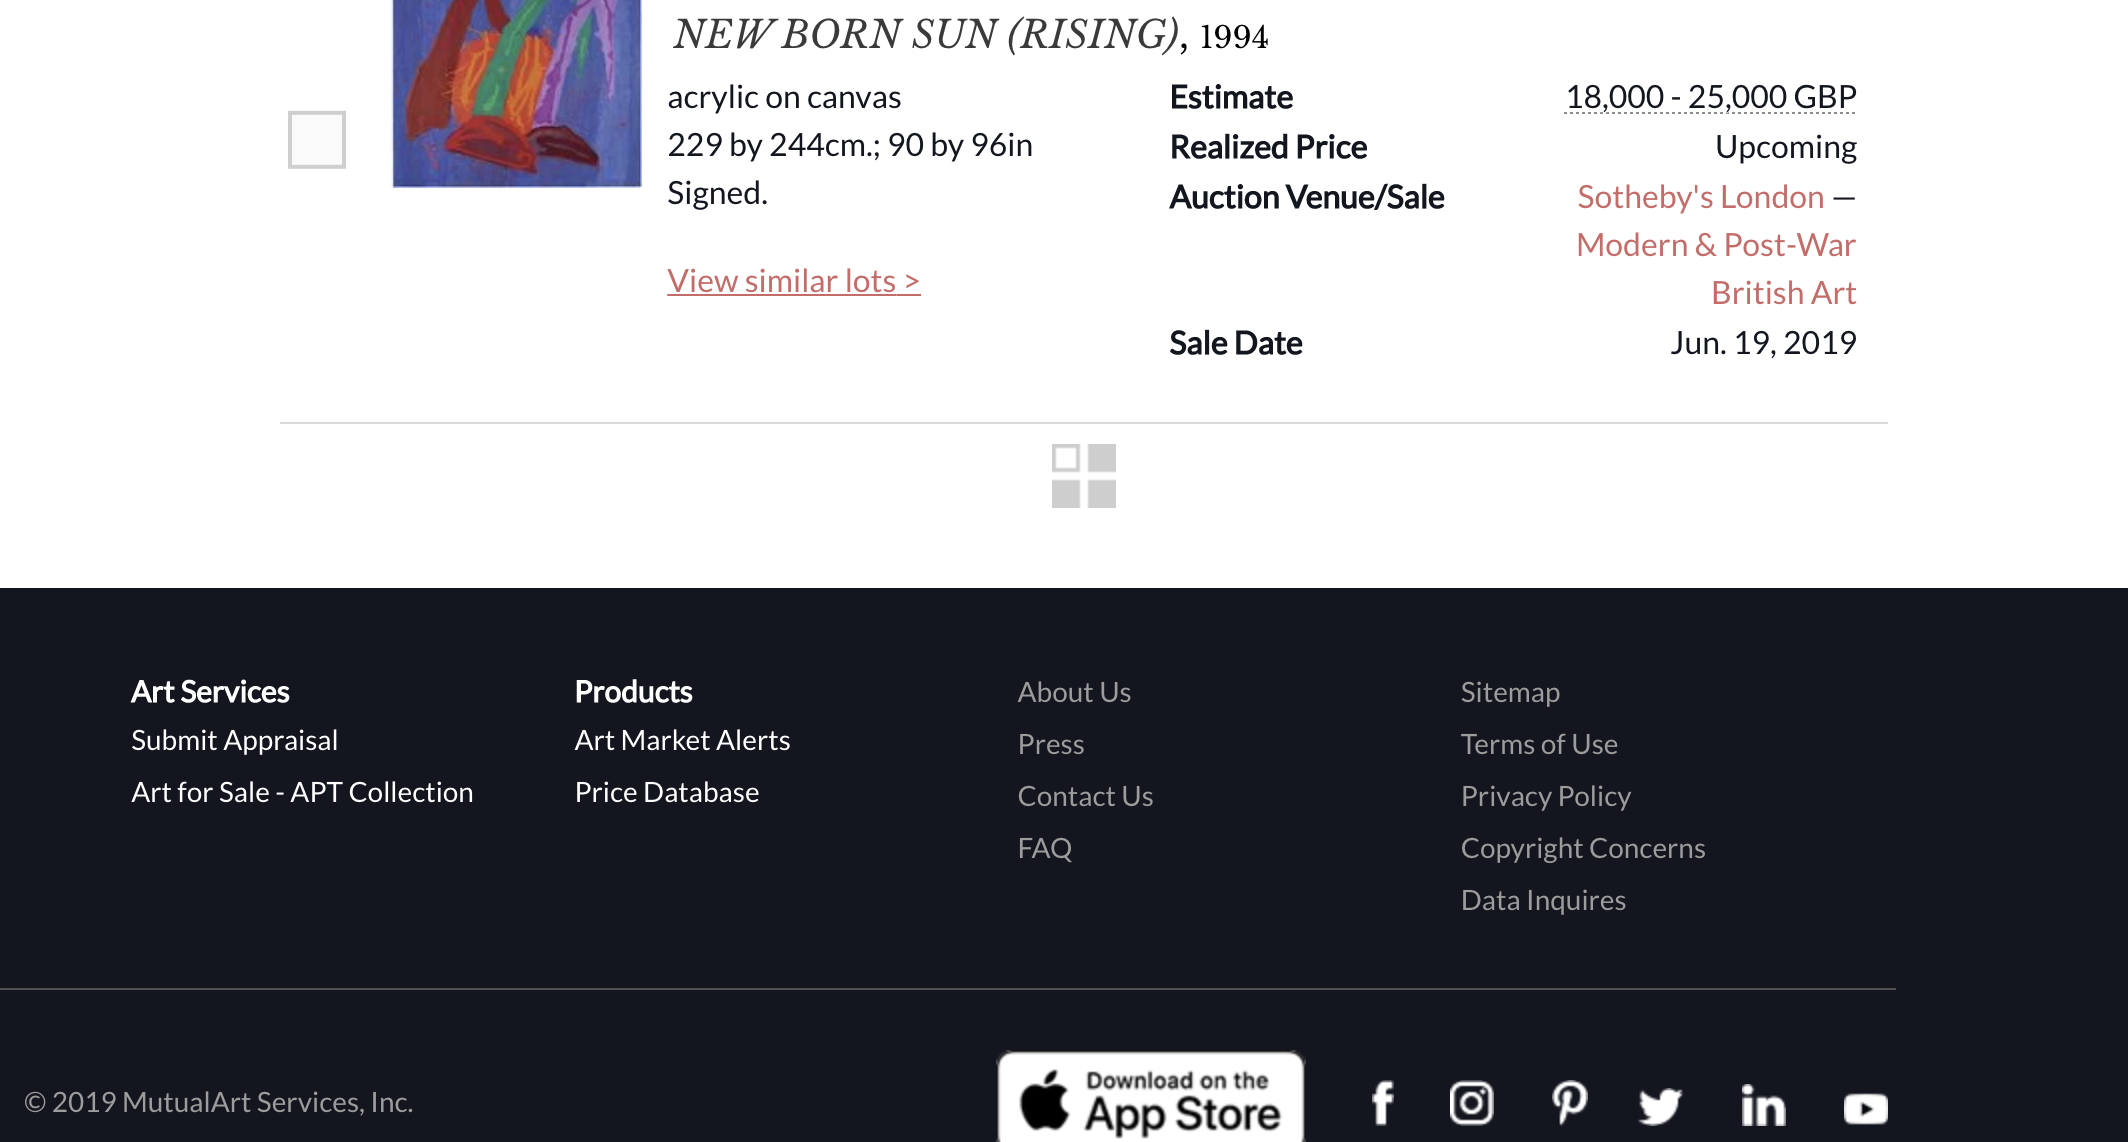 NEW BORN SUN (RISING), 1994
acrylic on canvas
229 by 244cm.; 90 by 96in
Signed.
View similar lots >
Estimate 18,000 - 25,000 GBP
Realized Price Upcoming
Auction Venue/Sale Sotheby's London —
Modern & Post-War
British Art
Sale Date Jun. 19, 2019
Art Services
Submit Appraisal
Art for Sale - APT Collection
Products
Art Market Alerts
Price Database
About Us
Press
Contact Us
FAQ
Sitemap
Terms of Use
Privacy Policy
Copyright Concerns
Data Inquires
© 2019 MutualArt Services, Inc.
Download on the
App Store